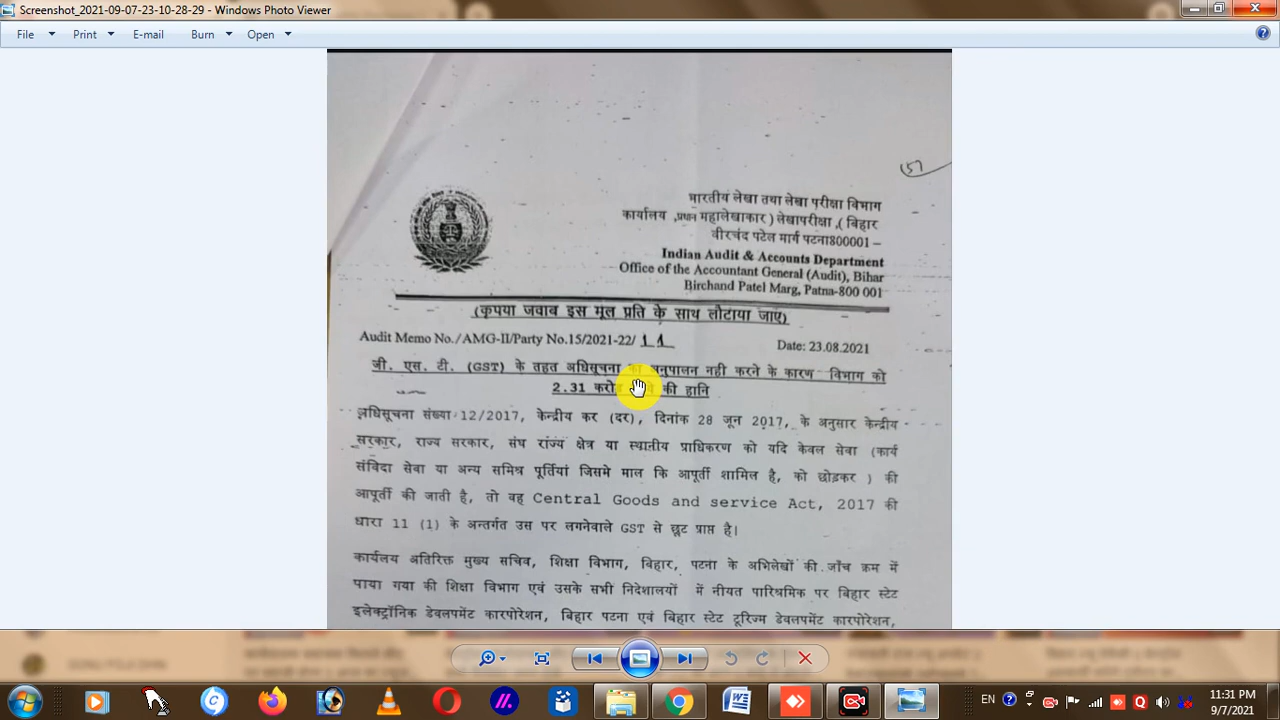 Screenshot_2021-09-07-23-10-28-29 - Windows Photo Viewer
File Print E-mail Burn Open
157
भारतीय लेखा तथा लेखा परीक्षा विभाग
कार्यालय ,प्रधान महालेखाकार ) लेखापरीक्षा ,( बिहार
वीरचंद पटेल मार्ग पटना800001 –
Indian Audit & Accounts Department
Office of the Accountant General (Audit), Bihar
Birchand Patel Marg, Patna-800 001
(कृपया जवाब इस मूल प्रति के साथ लौटाया जाए)
Audit Memo No./AMG-II/Party No.15/2021-22/ 11 Date: 23.08.2021
जी. एस. टी. (GST) के तहत अधिसूचना का अनुपालन नही करने के कारण विभाग को
2.31 करोड़ की हानि
अधिसूचना संख्या 12/2017, केन्द्रीय कर (दर), दिनांक 28 जून 2017, के अनुसार केन्द्रीय
सरकार, राज्य सरकार, संघ राज्य क्षेत्र या स्थानीय प्राधिकरण को यदि केवल सेवा (कार्य
संविदा सेवा या अन्य समिश्र पूर्तियां जिसमे माल कि आपूर्ती शामिल है, को छोड़कर ) की
आपूर्ती की जाती है, तो वह Central Goods and service Act, 2017 की
धारा 11 (1) के अन्तर्गत उस पर लगनेवाले GST से छूट प्राप्त है।
कार्यलय अतिरिक्त मुख्य सचिव, शिक्षा विभाग, बिहार, पटना के अभिलेखों की जाँच क्रम में
पाया गया की शिक्षा विभाग एवं उसके सभी निदेशालयों में नीयत पारिश्रमिक पर बिहार स्टेट
इलेक्ट्रॉनिक डेवलपमेंट कारपोरेशन, बिहार पटना एवं बिहार स्टेट टूरिज्म डेवलपमेंट कारपोरेशन,
EN 11:31 PM
9/7/2021